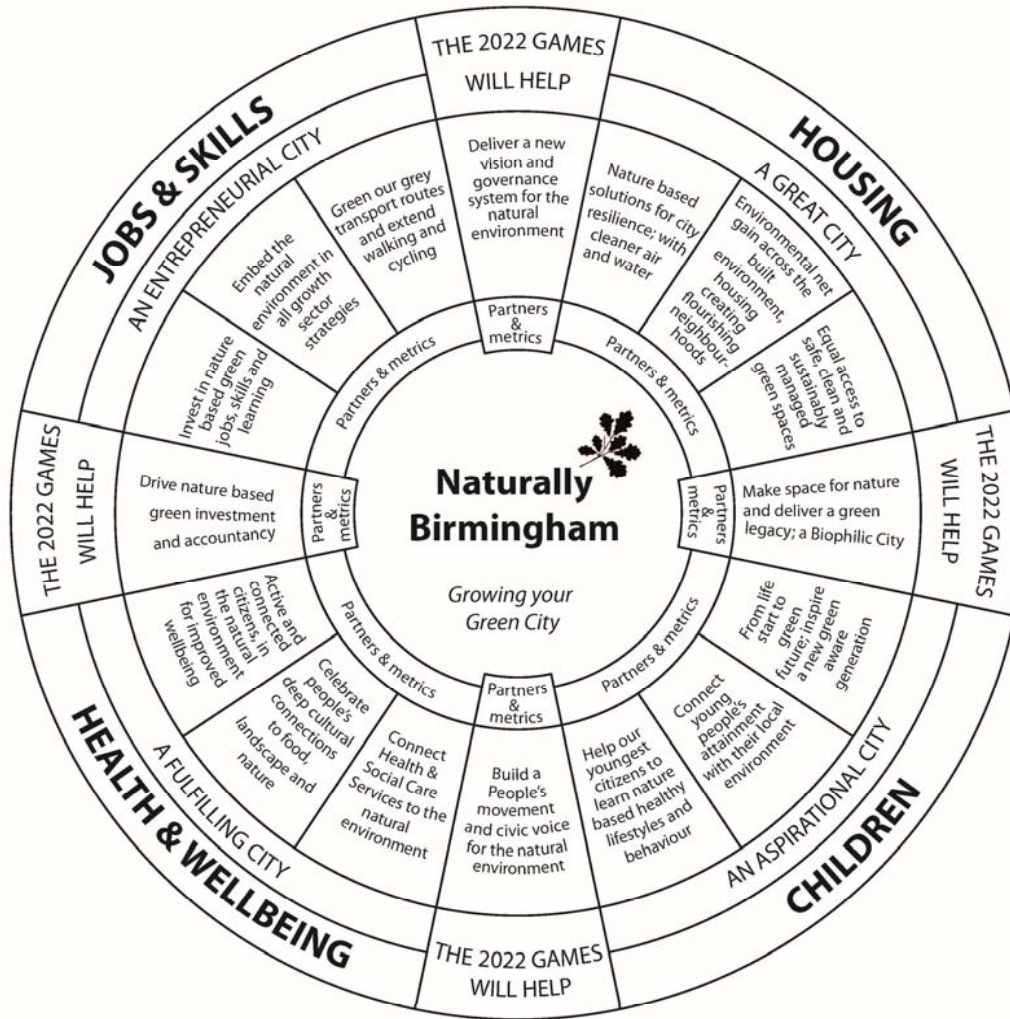 THE 2022 GAMES
WILL HELP
Deliver a new
vision and
governance
system for the
natural
environment
Partners
&
metrics
HOUSING
A GREAT CITY
Nature based
solutions for city
resilience; with
cleaner air
and water
Environmental net
gain across the
built
environment,
housing
creating
flourishing
neighbour-
hoods
Equal access to
safe, clean and
sustainably
managed
green spaces
Partners & metrics
THE 2022 GAMES
WILL HELP
Make space for nature
and deliver a green
legacy; a Biophilic City
Partners
&
metrics
CHILDREN
AN ASPIRATIONAL CITY
From life
start to
green
future; inspire
a new green
aware
generation
Connect
young
people's
attainment
with their local
environment
Help our
youngest
citizens to
learn nature
based healthy
lifestyles and
behaviour
Partners & metrics
THE 2022 GAMES
WILL HELP
Build a
People's
movement
and civic voice
for the natural
environment
Partners
&
metrics
HEALTH & WELLBEING
A FULFILLING CITY
Connect
Health &
Social Care
Services to the
natural
environment
Celebrate
people's
deep cultural
connections
to food,
landscape and
nature
Active and
connected
citizens, in
the natural
environment
for improved
wellbeing
Partners & metrics
THE 2022 GAMES
WILL HELP
Drive nature based
green investment
and accountancy
Partners
&
metrics
JOBS & SKILLS
AN ENTREPRENEURIAL CITY
Invest in nature
based green
jobs, skills and
learning
Embed the
natural
environment in
all growth
sector
strategies
Green our grey
transport routes
and extend
walking and
cycling
Partners & metrics
Naturally
Birmingham
Growing your
Green City